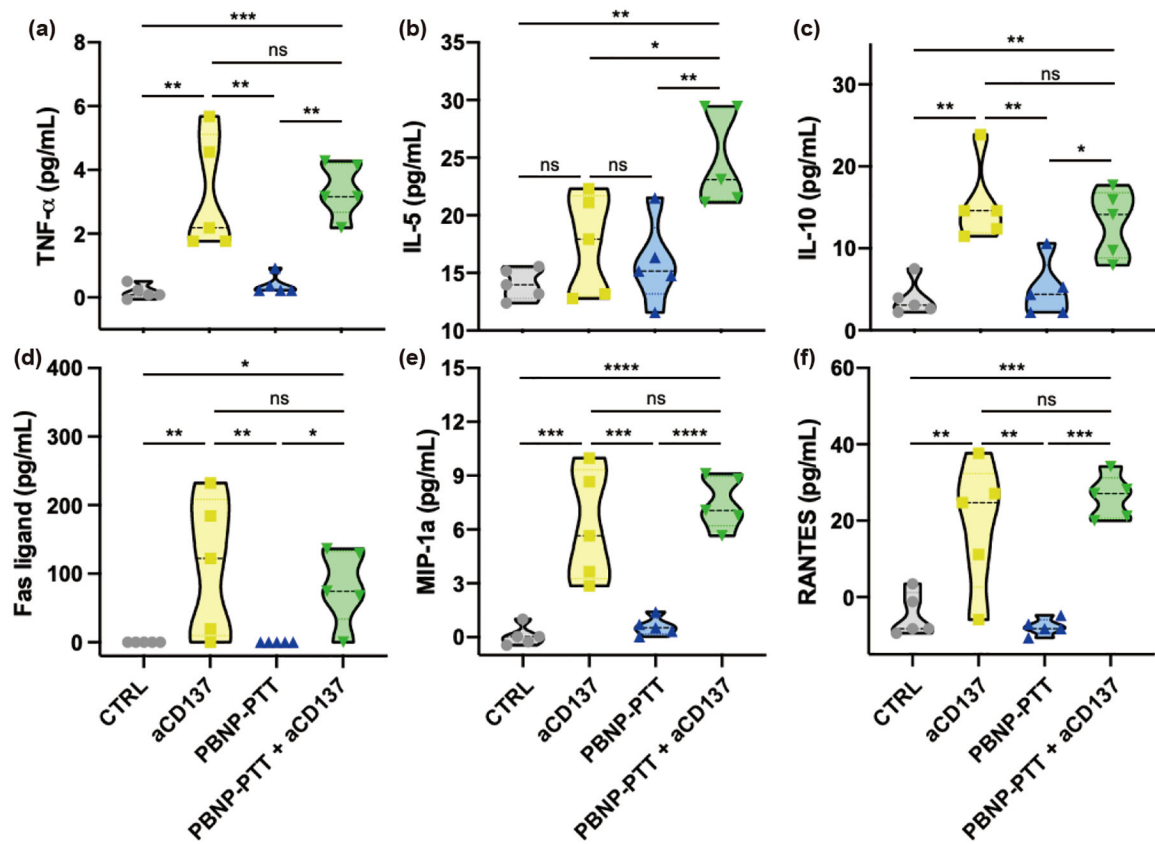 (a)
TNF-α (pg/mL)
8
6
4
2
0
***
ns
**
**
**
(b)
IL-5 (pg/mL)
35
30
25
20
15
10
**
*
**
ns
ns
(c)
IL-10 (pg/mL)
30
20
10
0
**
ns
**
**
*
(d)
Fas ligand (pg/mL)
400
300
200
100
0
*
ns
**
**
*
CTRL
aCD137
PBNP-PTT
PBNP-PTT + aCD137
(e)
MIP-1a (pg/mL)
15
12
9
6
3
0
****
ns
***
***
****
CTRL
aCD137
PBNP-PTT
PBNP-PTT + aCD137
(f)
RANTES (pg/mL)
60
40
20
0
***
ns
**
**
***
CTRL
aCD137
PBNP-PTT
PBNP-PTT + aCD137